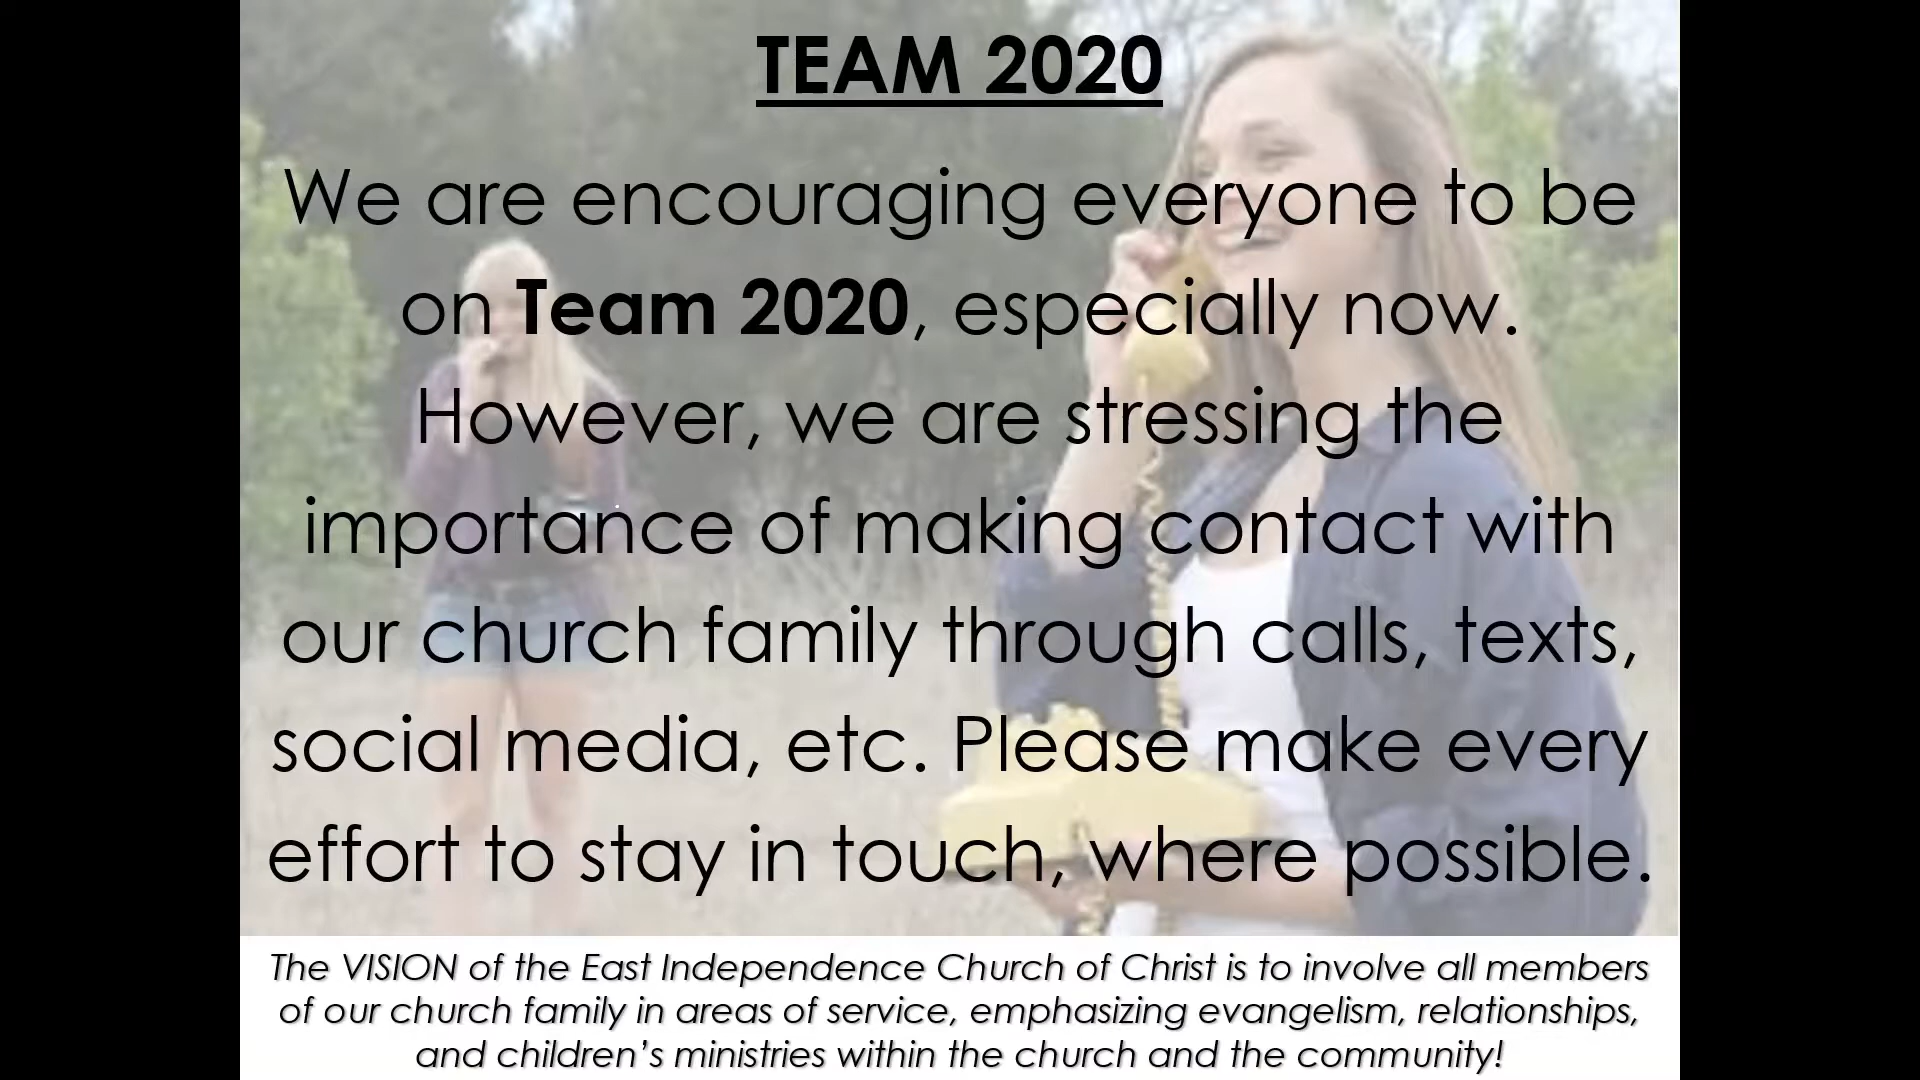 TEAM 2020
We are encouraging everyone to be
on Team 2020, especially now.
However, we are stressing the
importance of making contact with
our church family through calls, texts,
social media, etc. Please make every
effort to stay in touch, where possible.
The VISION of the East Independence Church of Christ is to involve all members
of our church family in areas of service, emphasizing evangelism, relationships,
and children’s ministries within the church and the community!